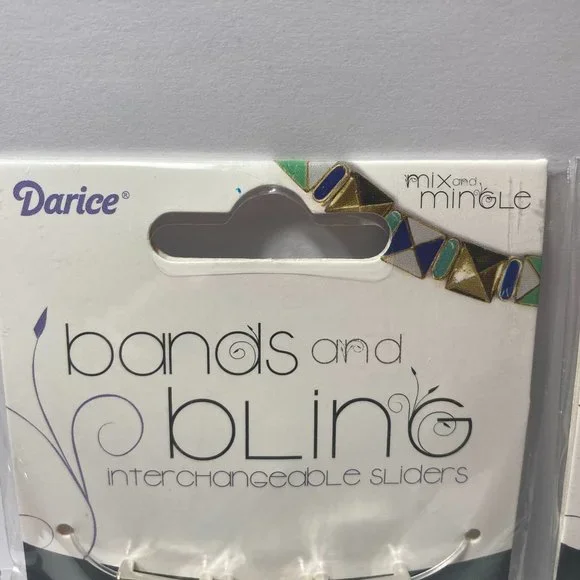 Darice®
mix and
mingle
bands and
bling
interchangeable sliders